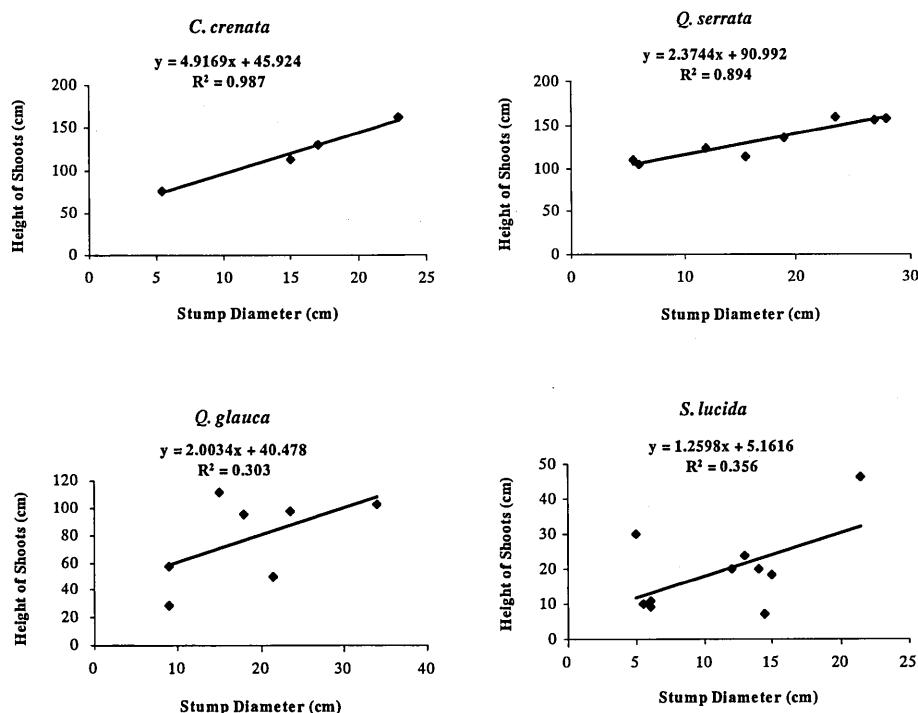 C. crenata
y = 4.9169x + 45.924
R² = 0.987
200
150
100
50
0
0 5 10 15 20 25
Height of Shoots (cm)
Stump Diameter (cm)
Q. serrata
y = 2.3744x + 90.992
R² = 0.894
200
150
100
50
0
0 10 20 30
Height of Shoots (cm)
Stump Diameter (cm)
Q. glauca
y = 2.0034x + 40.478
R² = 0.303
120
100
80
60
40
20
0
0 10 20 30 40
Height of Shoots (cm)
Stump Diameter (cm)
S. lucida
y = 1.2598x + 5.1616
R² = 0.356
50
40
30
20
10
0
0 5 10 15 20 25
Height of Shoots (cm)
Stump Diameter (cm)